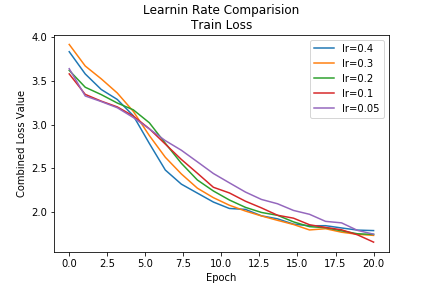 Learnin Rate Comparision
Train Loss
Combined Loss Value
4.0
3.5
3.0
2.5
2.0
lr=0.4
lr=0.3
lr=0.2
lr=0.1
lr=0.05
0.0 2.5 5.0 7.5 10.0 12.5 15.0 17.5 20.0
Epoch